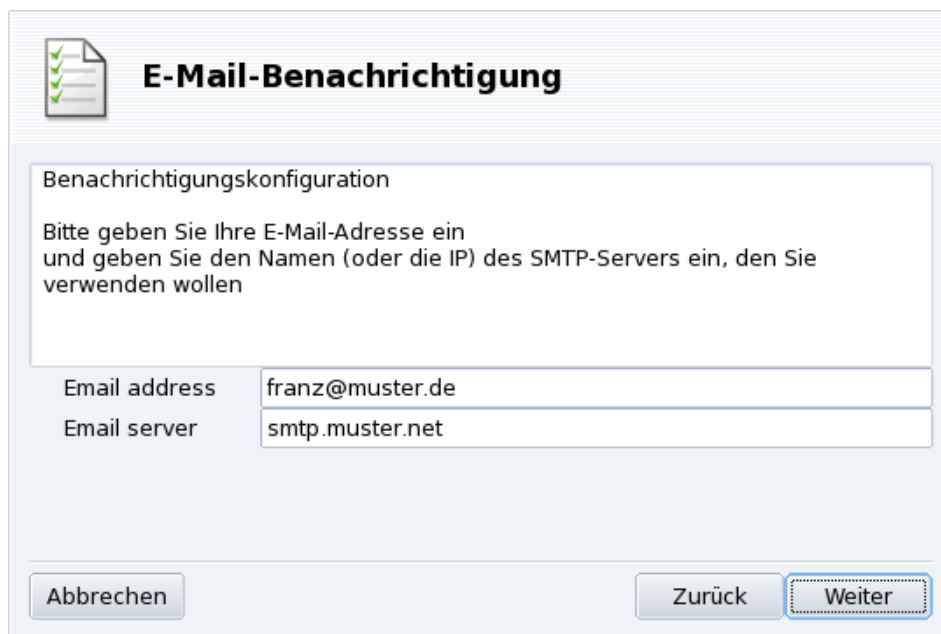 E-Mail-Benachrichtigung
Benachrichtigungskonfiguration
Bitte geben Sie Ihre E-Mail-Adresse ein
und geben Sie den Namen (oder die IP) des SMTP-Servers ein, den Sie
verwenden wollen
Email address franz@muster.de
Email server smtp.muster.net
Abbrechen Zurück Weiter